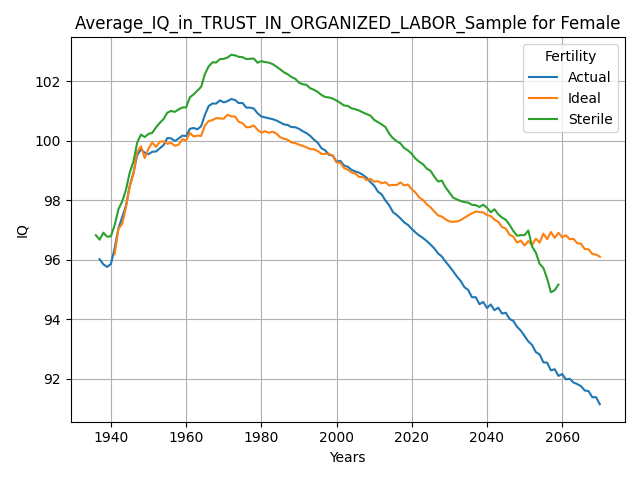 Average_IQ_in_TRUST_IN_ORGANIZED_LABOR_Sample for Female
Fertility
Actual
Ideal
Sterile
IQ
102
100
98
96
94
92
1940 1960 1980 2000 2020 2040 2060
Years